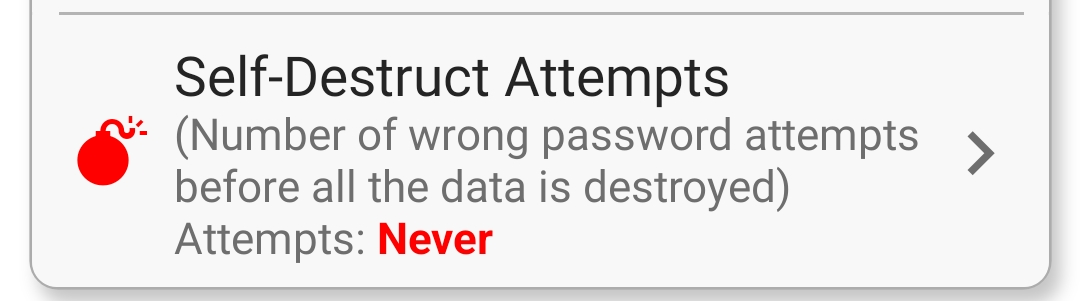 Self-Destruct Attempts
(Number of wrong password attempts
before all the data is destroyed)
Attempts: Never